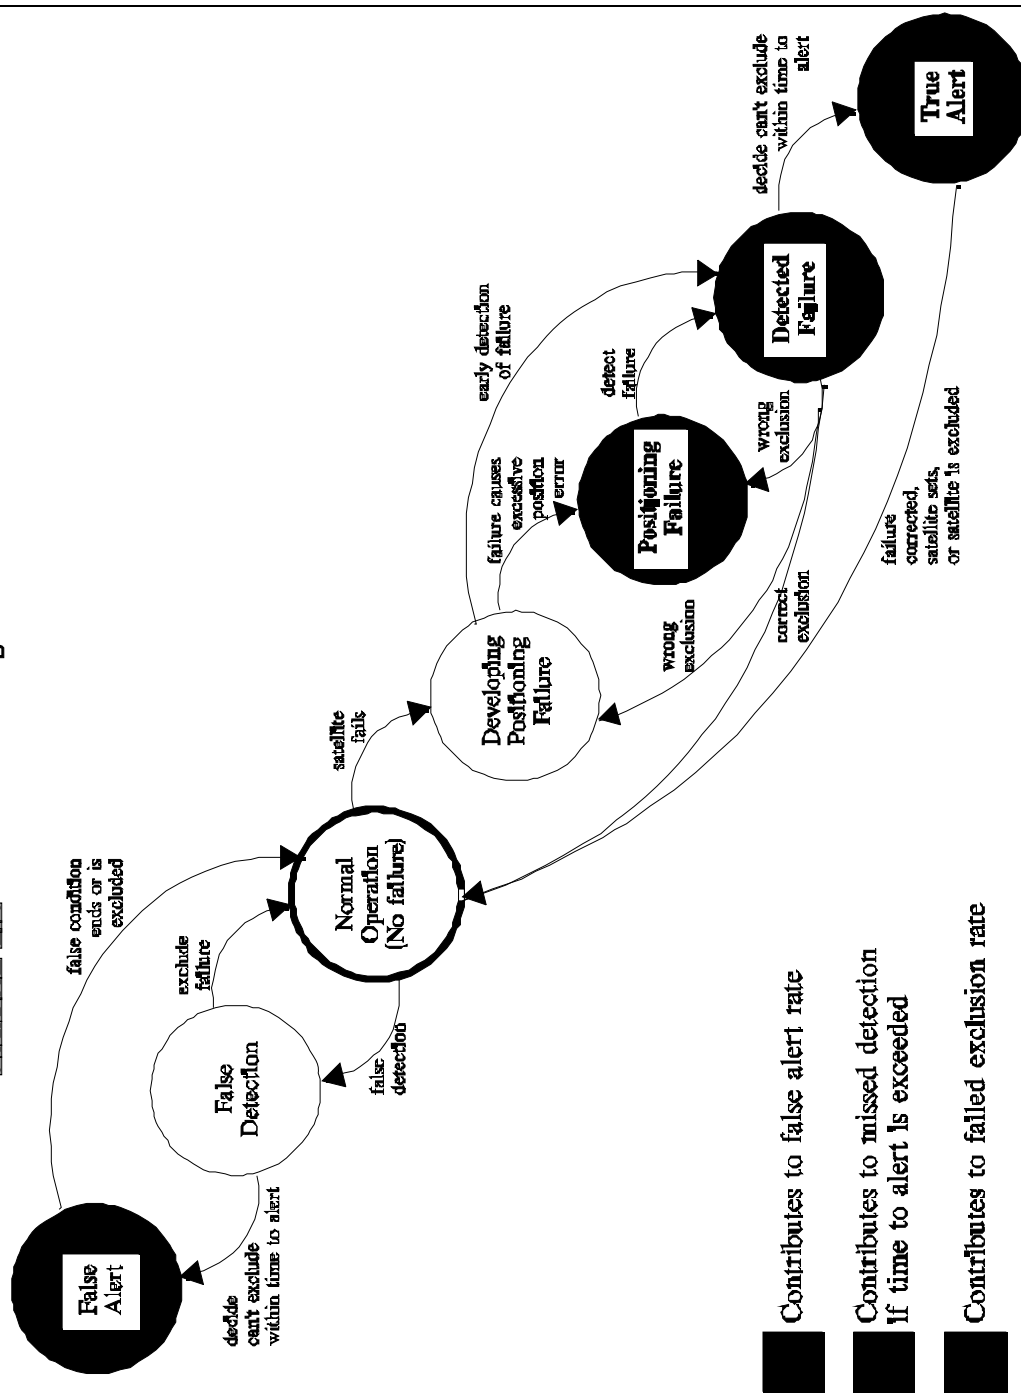 False
Alert
false condition
ends or is
excluded
decide
can't exclude
within time to alert
False
Detection
exclude
failure
false
detection
Normal
Operation
(No failure)
satellite
fails
Developing
Positioning
Failure
early detection
of failure
failure causes
excessive
position
error
wrong
exclusion
Positioning
Failure
detect
failure
wrong
exclusion
correct
exclusion
Detected
Failure
decide can't exclude
within time to
alert
True
Alert
failure
corrected,
satellite sets,
or satellite is excluded
Contributes to false alert rate
Contributes to missed detection
If time to alert is exceeded
Contributes to failed exclusion rate